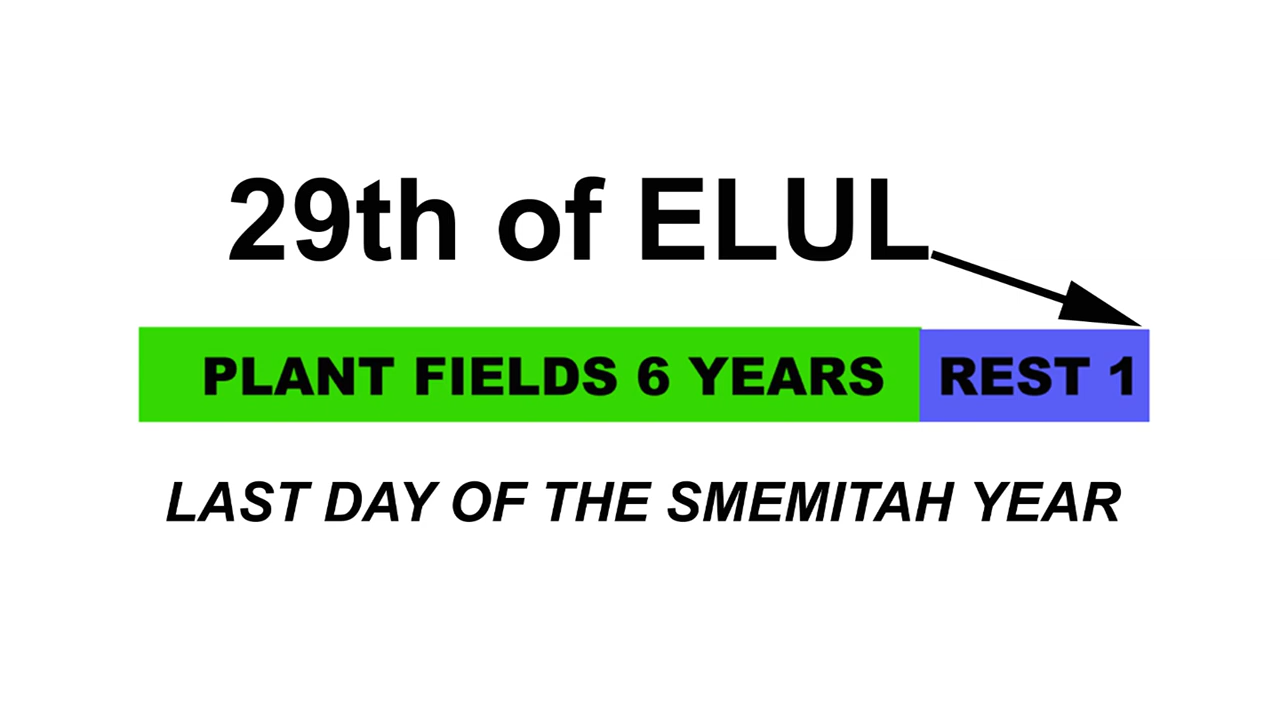 29th of ELUL
PLANT FIELDS 6 YEARS REST 1
LAST DAY OF THE SMEMITAH YEAR